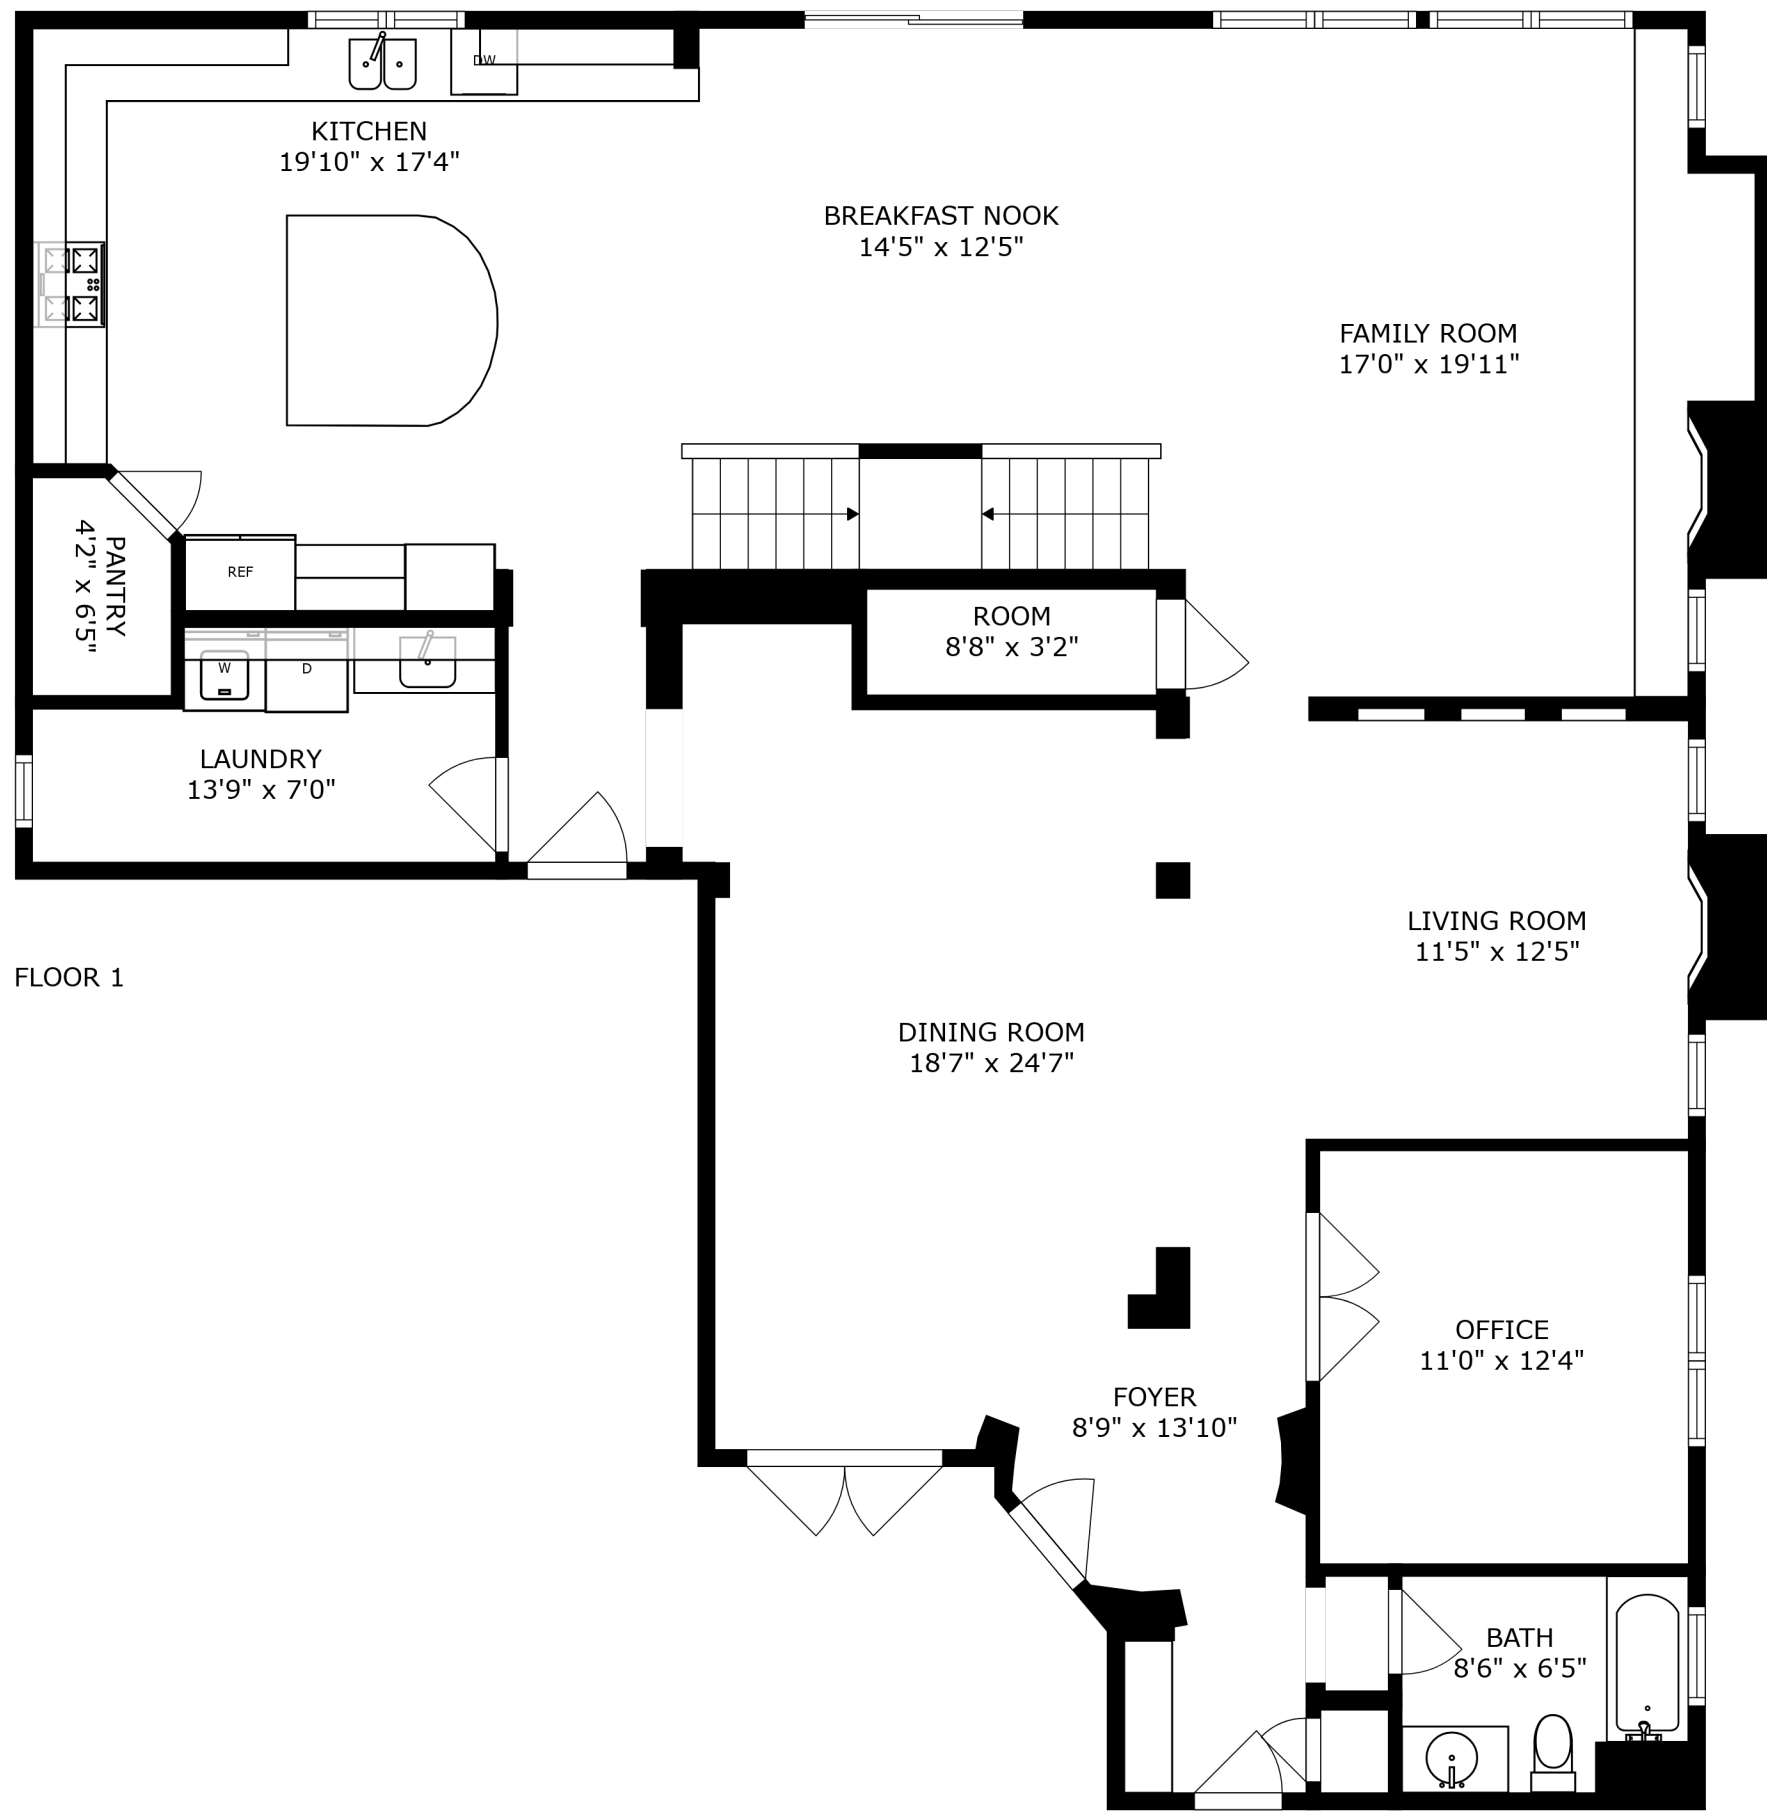 DW
KITCHEN
19'10" x 17'4"
BREAKFAST NOOK
14'5" x 12'5"
FAMILY ROOM
17'0" x 19'11"
PANTRY
4'2" x 6'5"
REF
ROOM
8'8" x 3'2"
W
D
LAUNDRY
13'9" x 7'0"
LIVING ROOM
11'5" x 12'5"
FLOOR 1
DINING ROOM
18'7" x 24'7"
OFFICE
11'0" x 12'4"
FOYER
8'9" x 13'10"
BATH
8'6" x 6'5"